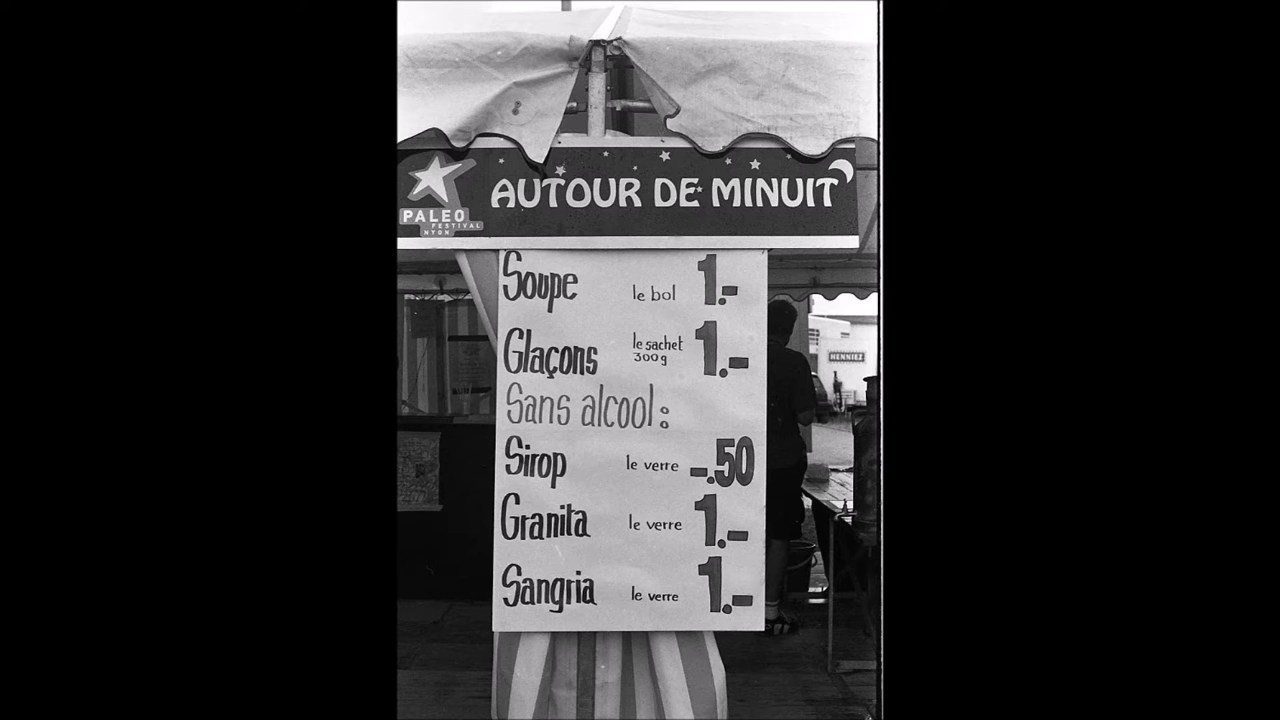 AUTOUR DE MINUIT
PALEO
FESTIVAL
NYON
Soupe le bol 1.-
Glaçons le sachet 300g 1.-
Sans alcool:
Sirop le verre -.50
Granita le verre 1.-
Sangria le verre 1.-
HENNIEZ